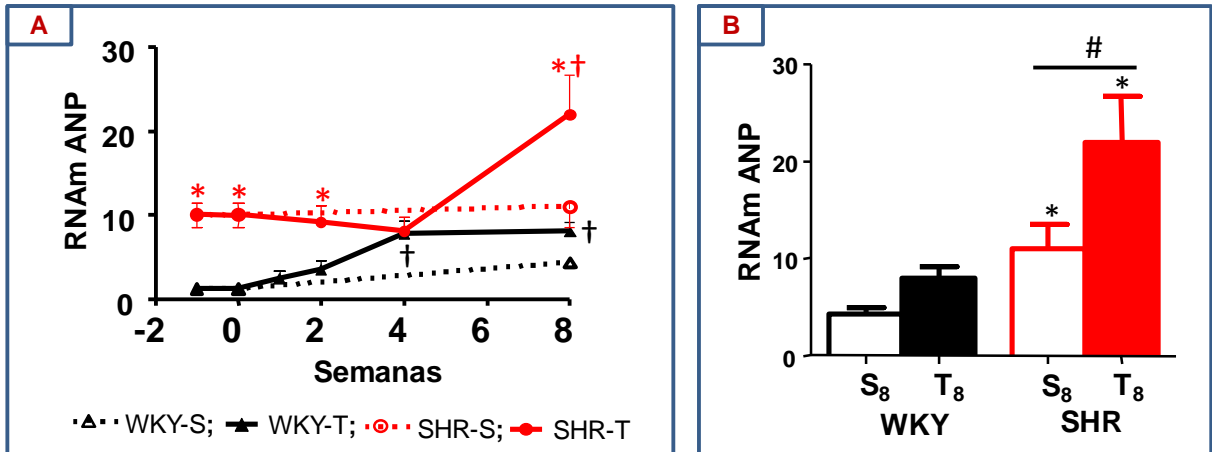 A
RNAm ANP
30
20
10
0
*†
*
*
*
†
†
-2
0
2
4
8
Semanas
WKY-S; WKY-T; SHR-S; SHR-T
B
RNAm ANP
30
20
10
0
#
*
*
S₈
T₈
S₈
T₈
WKY
SHR